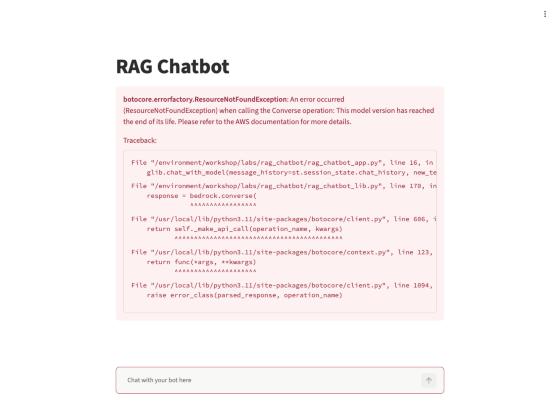 RAG Chatbot
botocore.errorfactory.ResourceNotFoundException: An error occurred
(ResourceNotFoundException) when calling the Converse operation: This model version has reached
the end of its life. Please refer to the AWS documentation for more details.
Traceback:
File "/environment/workshop/labs/rag_chatbot/rag_chatbot_app.py", line 16, in
glib.chat_with_model(message_history=st.session_state.chat_history, new_te
File "/environment/workshop/labs/rag_chatbot/rag_chatbot_lib.py", line 170, in
response = bedrock.converse(
^^^^^^^^^^^^^^^^^
File "/usr/local/lib/python3.11/site-packages/botocore/client.py", line 606, i
return self._make_api_call(operation_name, kwargs)
^^^^^^^^^^^^^^^^^^^^^^^^^^^^^^^^^^^^^^^^^^^
File "/usr/local/lib/python3.11/site-packages/botocore/context.py", line 123,
return func(*args, **kwargs)
^^^^^^^^^^^^^^^^^^^^^
File "/usr/local/lib/python3.11/site-packages/botocore/client.py", line 1094,
raise error_class(parsed_response, operation_name)
Chat with your bot here